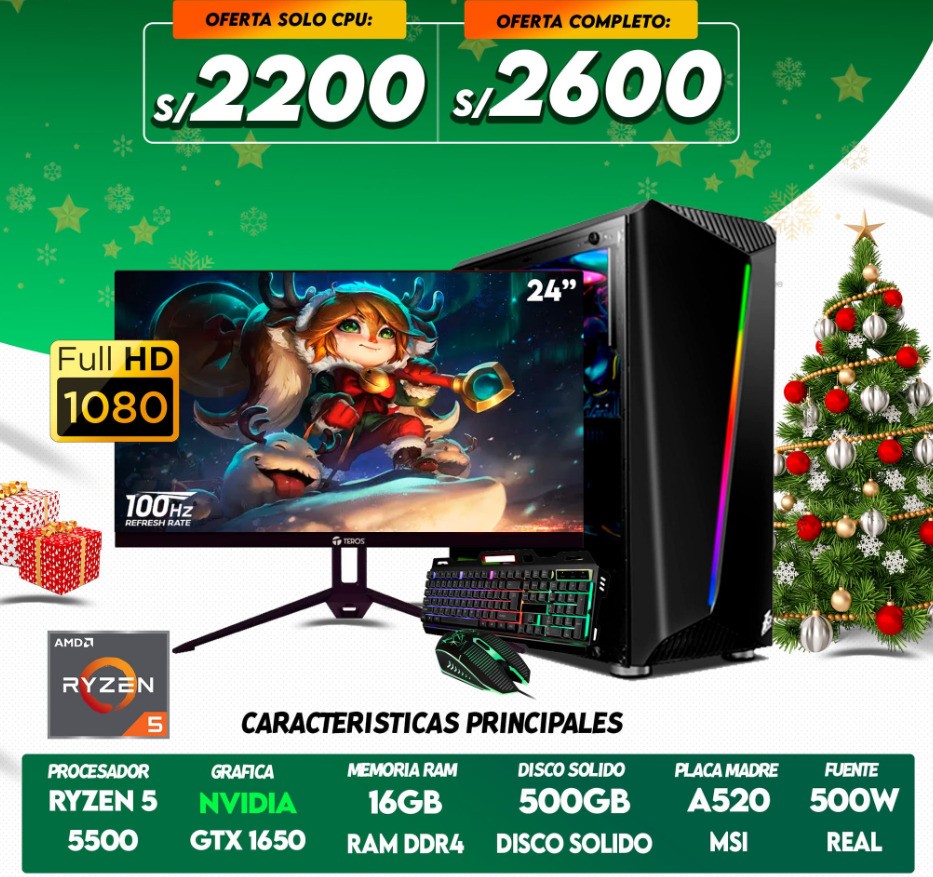 OFERTA SOLO CPU:
OFERTA COMPLETO:
S/2200
S/2600
24”
Full HD
1080
100Hz
REFRESH RATE
TEROS
AMD
RYZEN
5
CARACTERISTICAS PRINCIPALES
PROCESADOR
RYZEN 5
5500
GRAFICA
NVIDIA
GTX 1650
MEMORIA RAM
16GB
RAM DDR4
DISCO SOLIDO
500GB
DISCO SOLIDO
PLACA MADRE
A520
MSI
FUENTE
500W
REAL